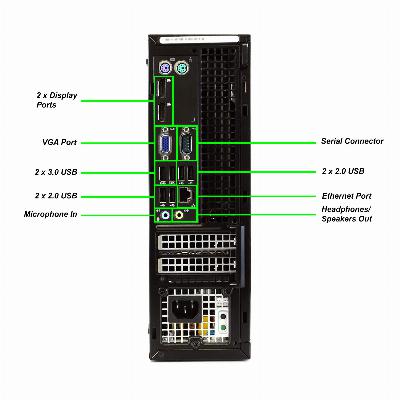 2 x Display
Ports
VGA Port
Serial Connector
2 x 3.0 USB
2 x 2.0 USB
2 x 2.0 USB
Ethernet Port
Microphone In
Headphones/
Speakers Out